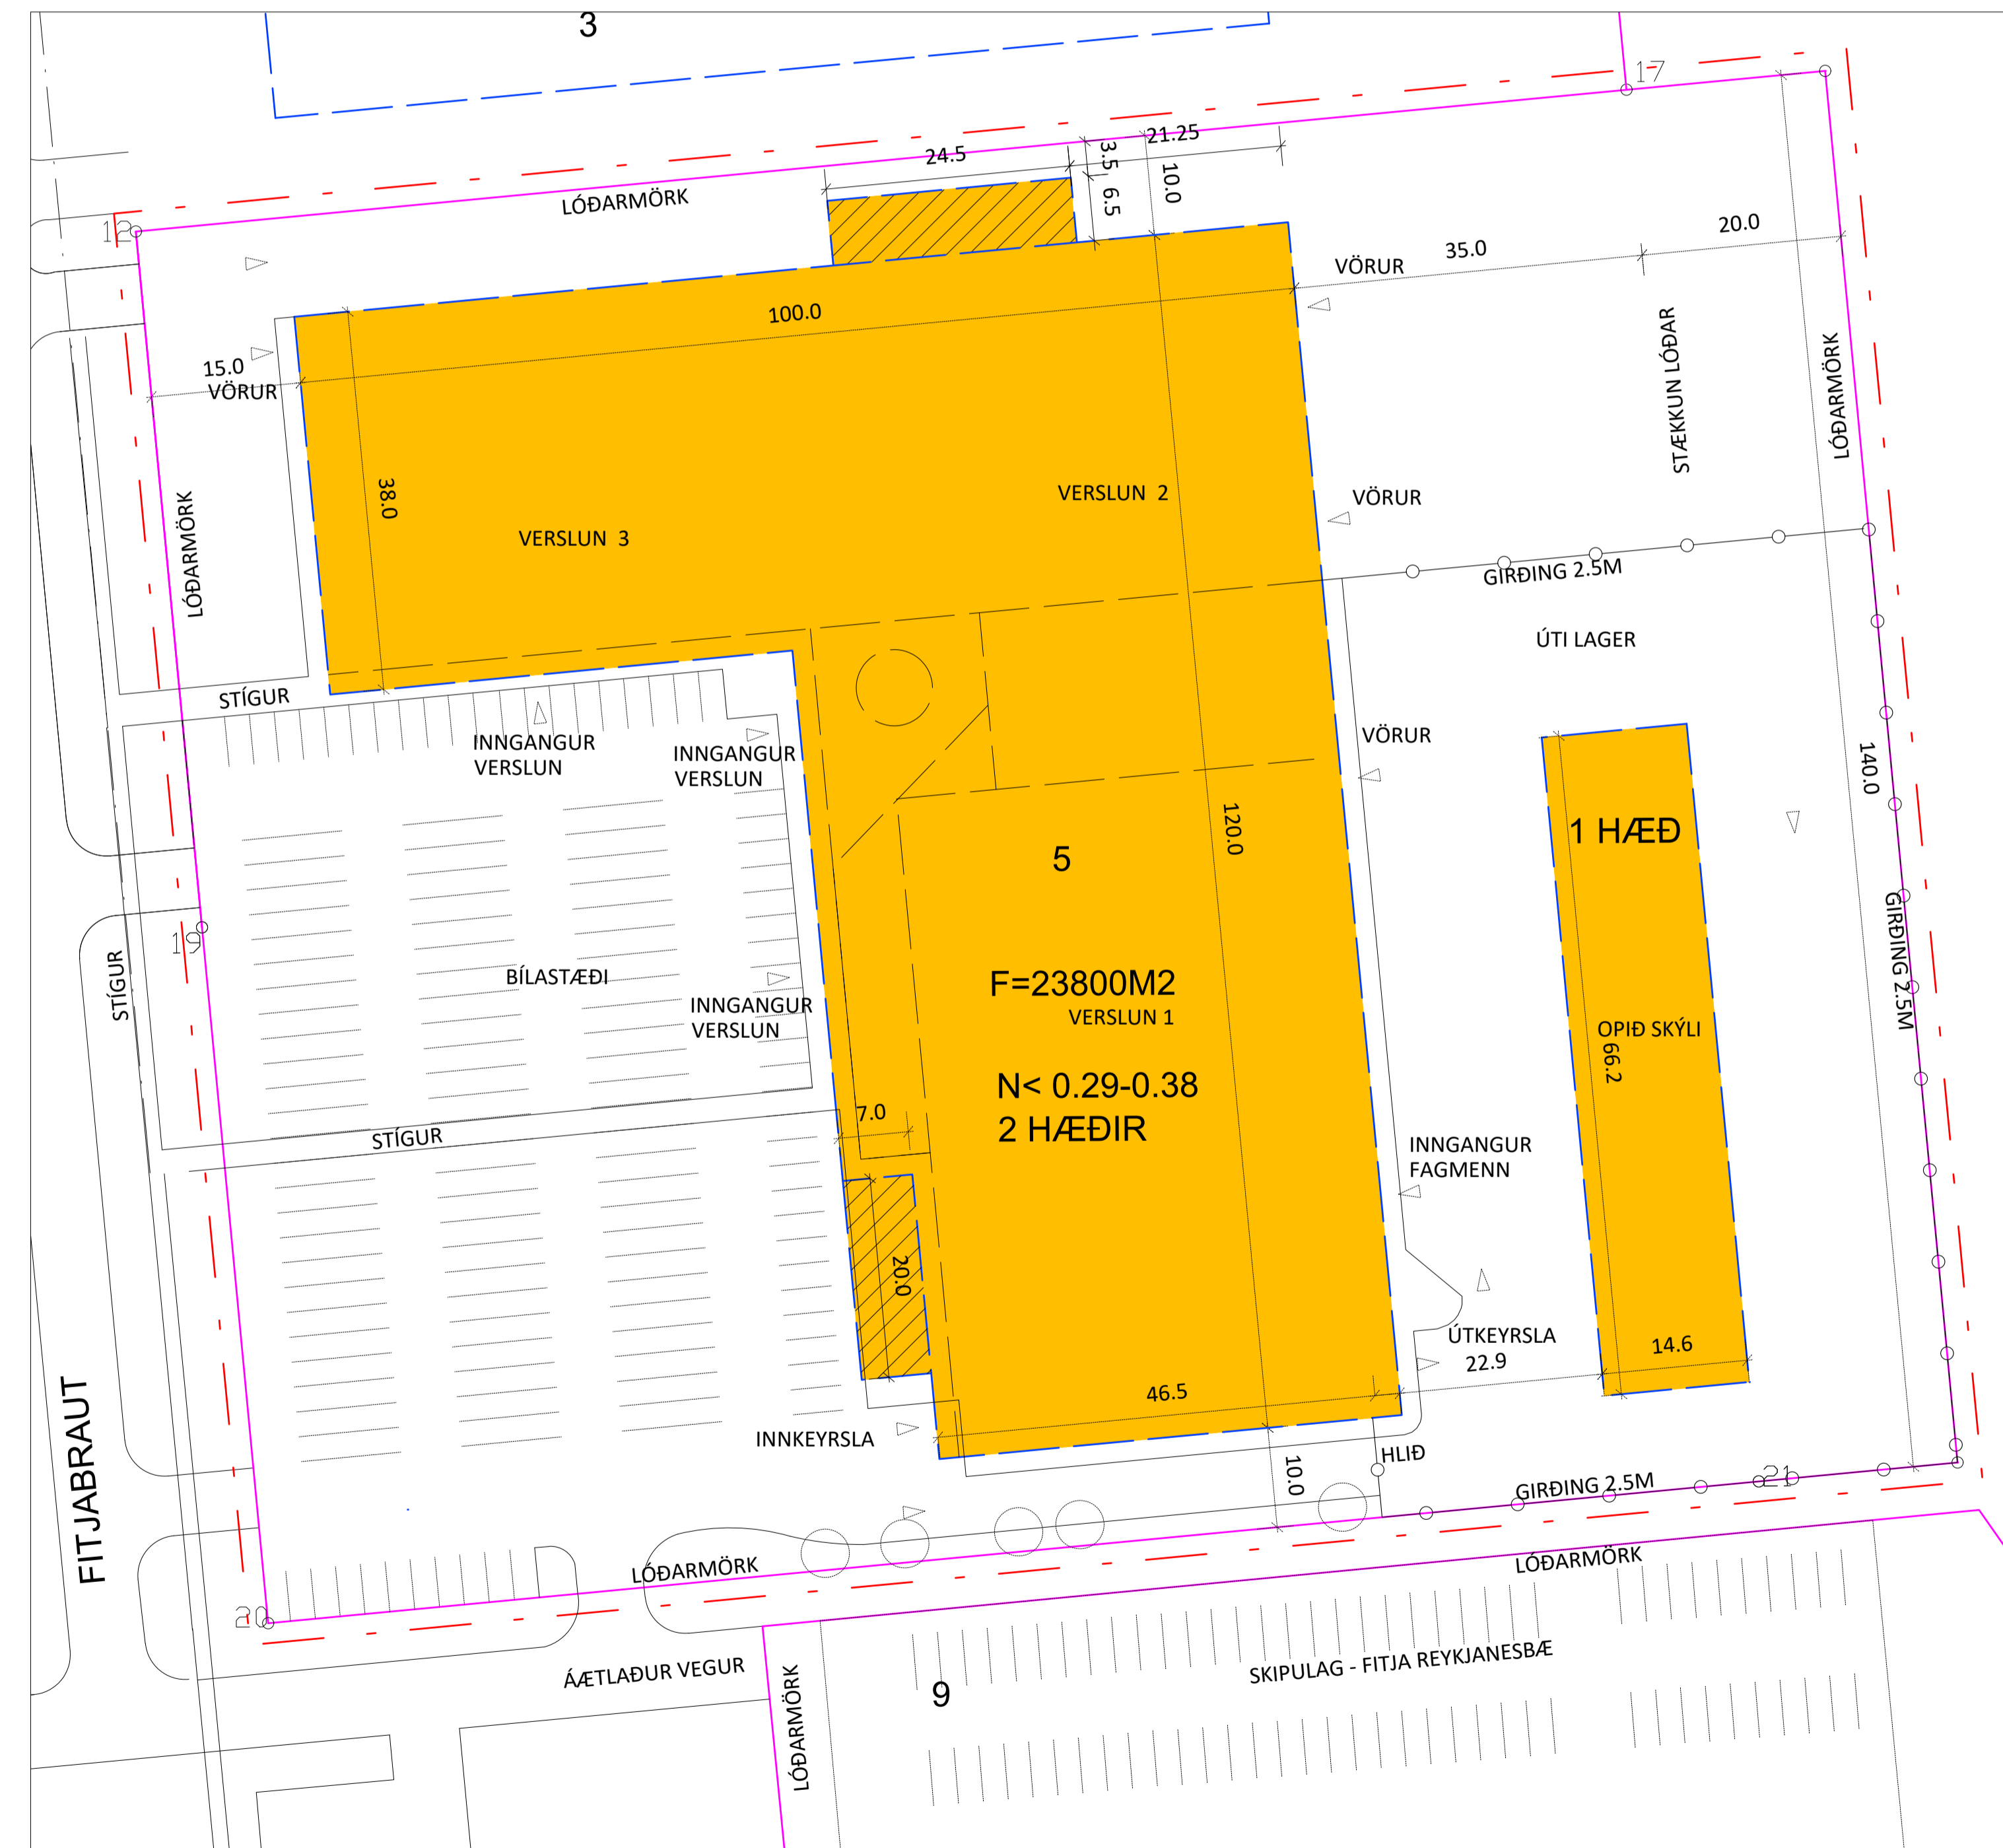 3
17
21.25
24.5
3.5
6.5
10.0
LÓÐARMÖRK
12
20.0
35.0
VÖRUR
100.0
15.0
VÖRUR
STÆKKUN LÓÐAR
LÓÐARMÖRK
38.0
VERSLUN 2
VÖRUR
VERSLUN 3
LÓÐARMÖRK
GIRÐING 2.5M
ÚTI LAGER
STÍGUR
INNGANGUR
VERSLUN
INNGANGUR
VERSLUN
VÖRUR
140.0
120.0
1 HÆÐ
5
19
STÍGUR
BÍLASTÆÐI
F=23800M2
VERSLUN 1
INNGANGUR
VERSLUN
GIRÐING 2.5M
OPIÐ SKÝLI
66.2
N< 0.29-0.38
2 HÆÐIR
7.0
STÍGUR
INNGANGUR
FAGMENN
20.0
ÚTKEYRSLA
22.9
14.6
46.5
FITJABRAUT
INNKEYRSLA
HLIÐ
10.0
GIRÐING 2.5M
21
LÓÐARMÖRK
LÓÐARMÖRK
20
ÁÆTLAÐUR VEGUR
SKIPULAG - FITJA REYKJANESBÆ
9
LÓÐARMÖRK